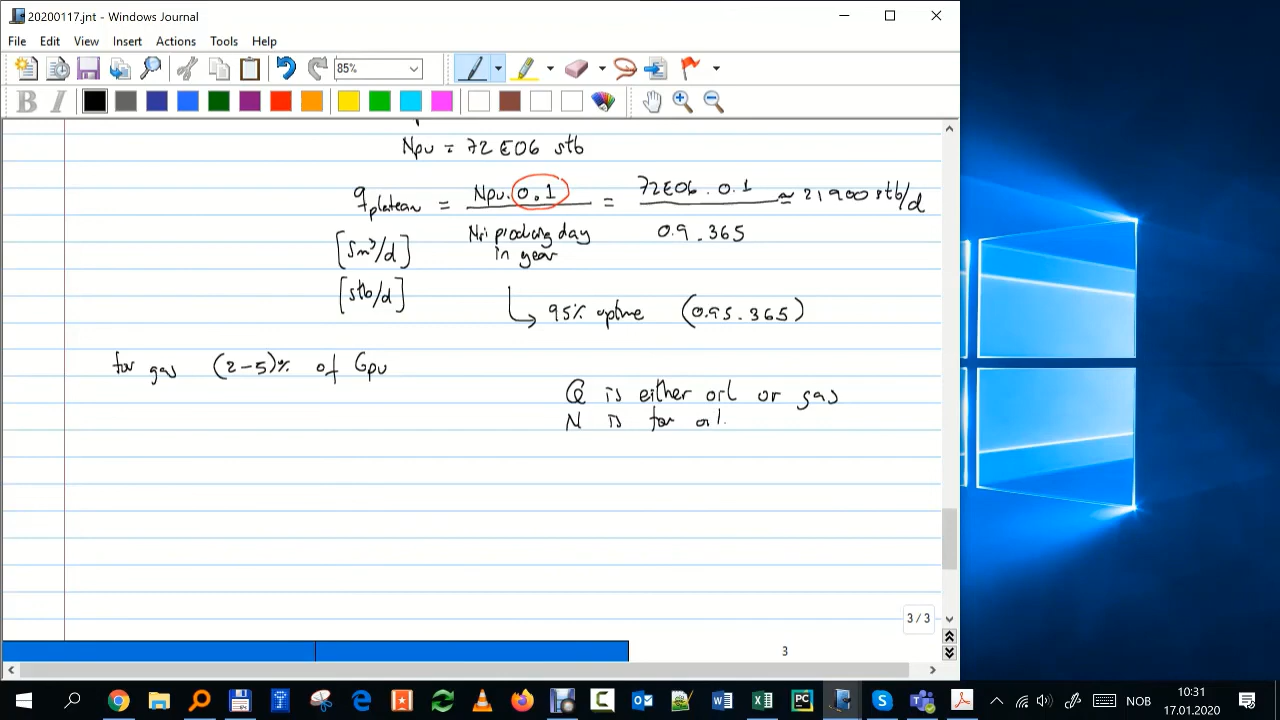 20200117.jnt - Windows Journal
File Edit View Insert Actions Tools Help
85%
B I
Npu = 72E06 stb
qplateau = Npu. 0.1 = 72E06 . 0.1 ≈ 21900 stb/d
Nr. producing day 0.9 . 365
in year
[Sm³/d]
[stb/d]
95% uptime (0.95 . 365)
for gas (2-5)% of Gpu
Q is either oil or gas
N is for oil
3 / 3
3
NOB
10:31
17.01.2020